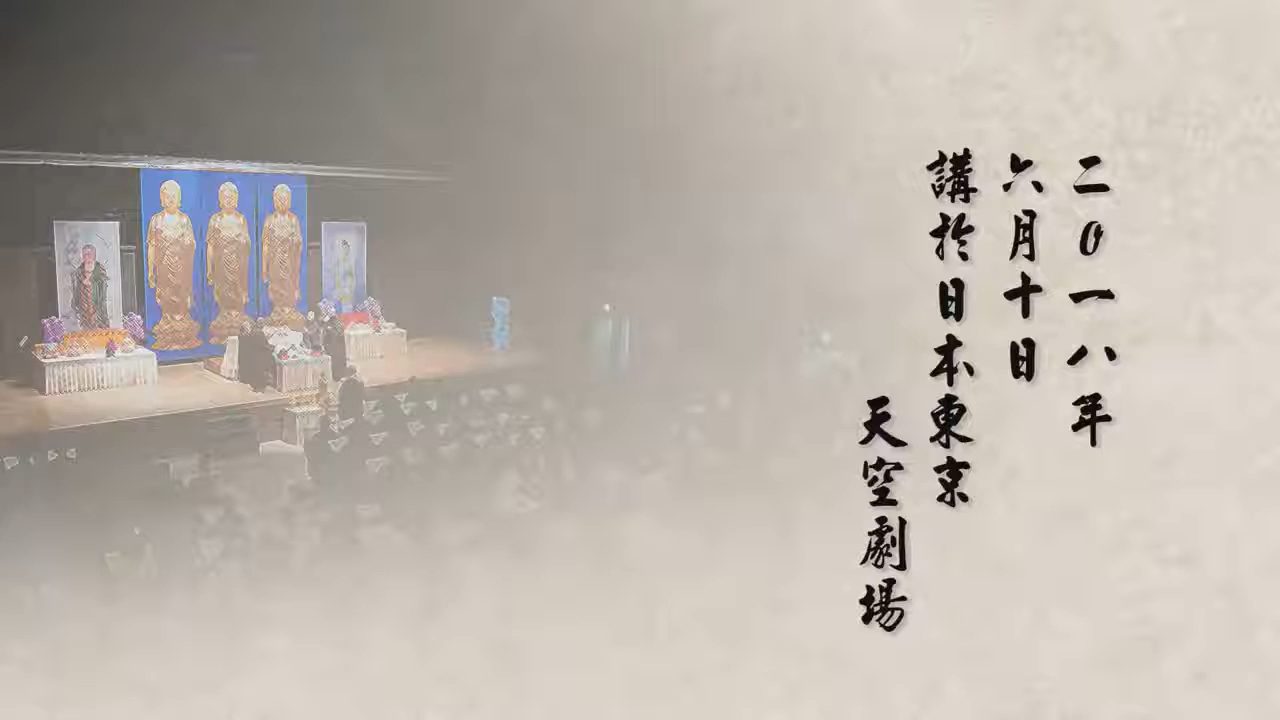 二０一八年
六月十日
講於日本東京
天空劇場